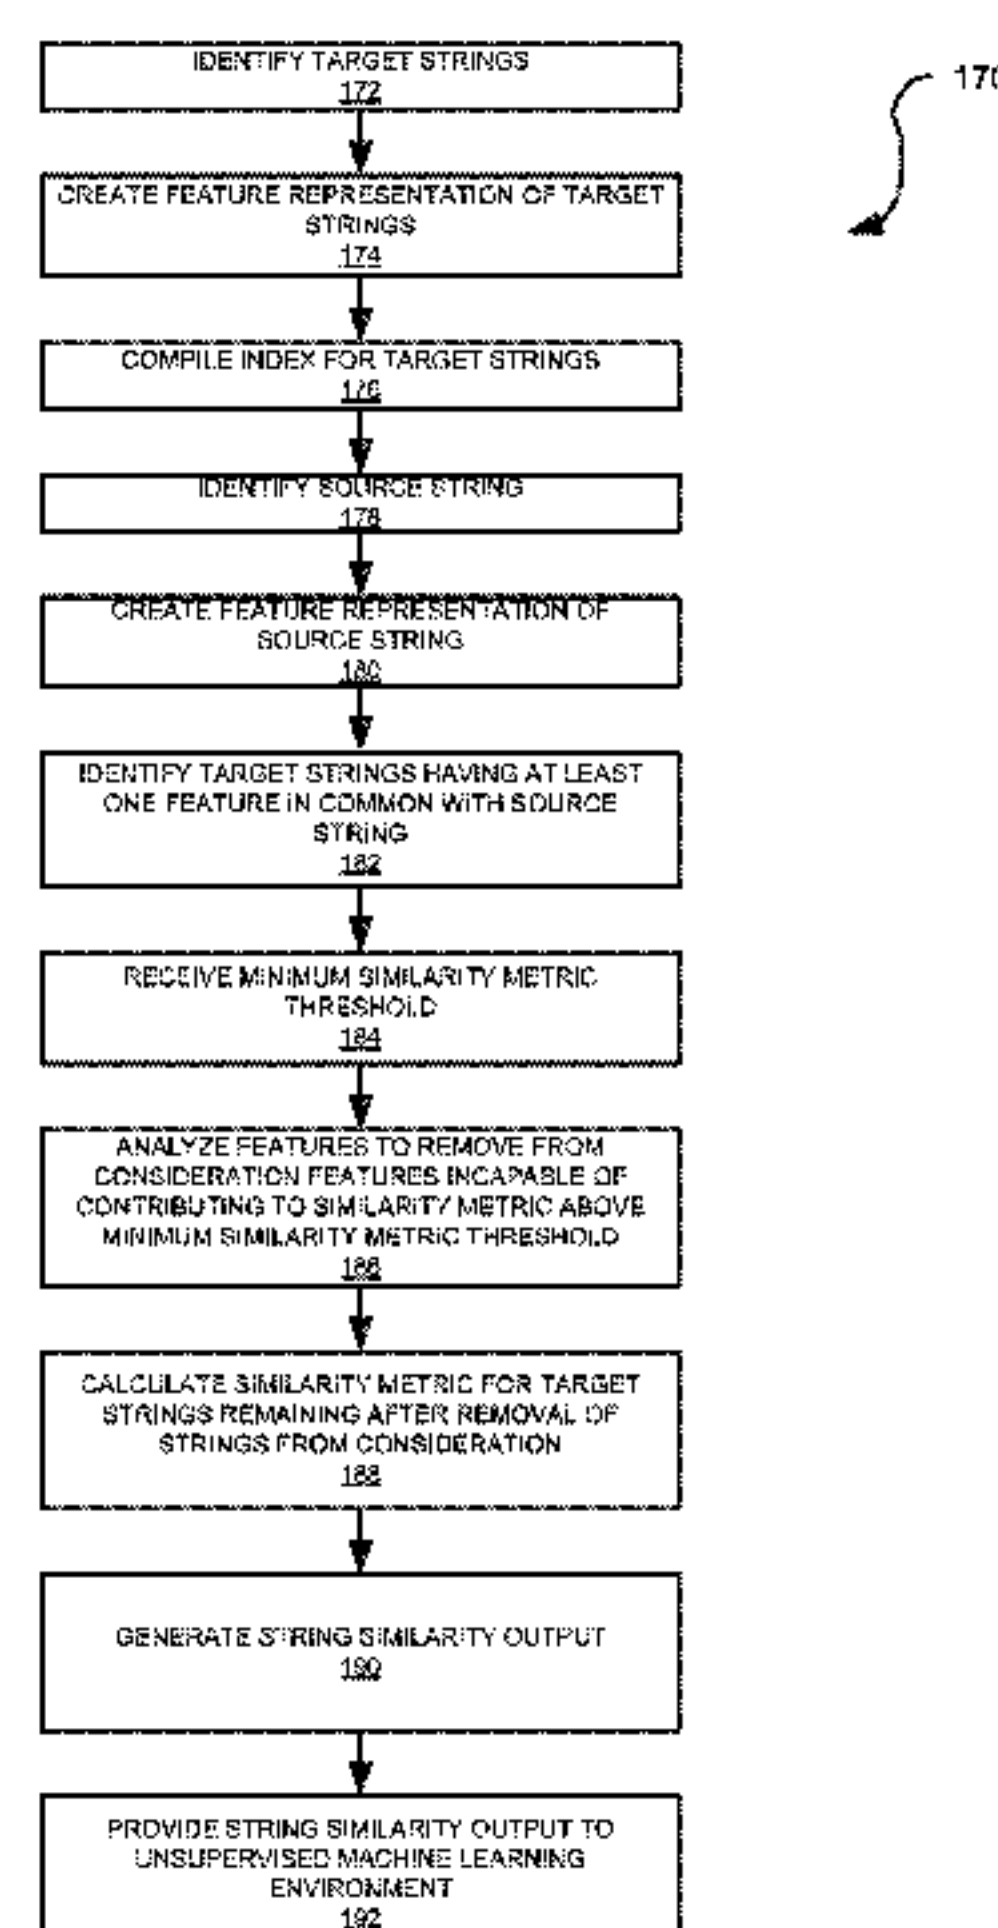 IDENTIFY TARGET STRINGS
172
170
CREATE FEATURE REPRESENTATION OF TARGET
STRINGS
174
COMPILE INDEX FOR TARGET STRINGS
176
IDENTIFY SOURCE STRING
178
CREATE FEATURE REPRESENTATION OF
SOURCE STRING
180
IDENTIFY TARGET STRINGS HAVING AT LEAST
ONE FEATURE IN COMMON WITH SOURCE
STRING
182
RECEIVE MINIMUM SIMILARITY METRIC
THRESHOLD
184
ANALYZE FEATURES TO REMOVE FROM
CONSIDERATION FEATURES INCAPABLE OF
CONTRIBUTING TO SIMILARITY METRIC ABOVE
MINIMUM SIMILARITY METRIC THRESHOLD
186
CALCULATE SIMILARITY METRIC FOR TARGET
STRINGS REMAINING AFTER REMOVAL OF
STRINGS FROM CONSIDERATION
188
GENERATE STRING SIMILARITY OUTPUT
190
PROVIDE STRING SIMILARITY OUTPUT TO
UNSUPERVISED MACHINE LEARNING
ENVIRONMENT
192